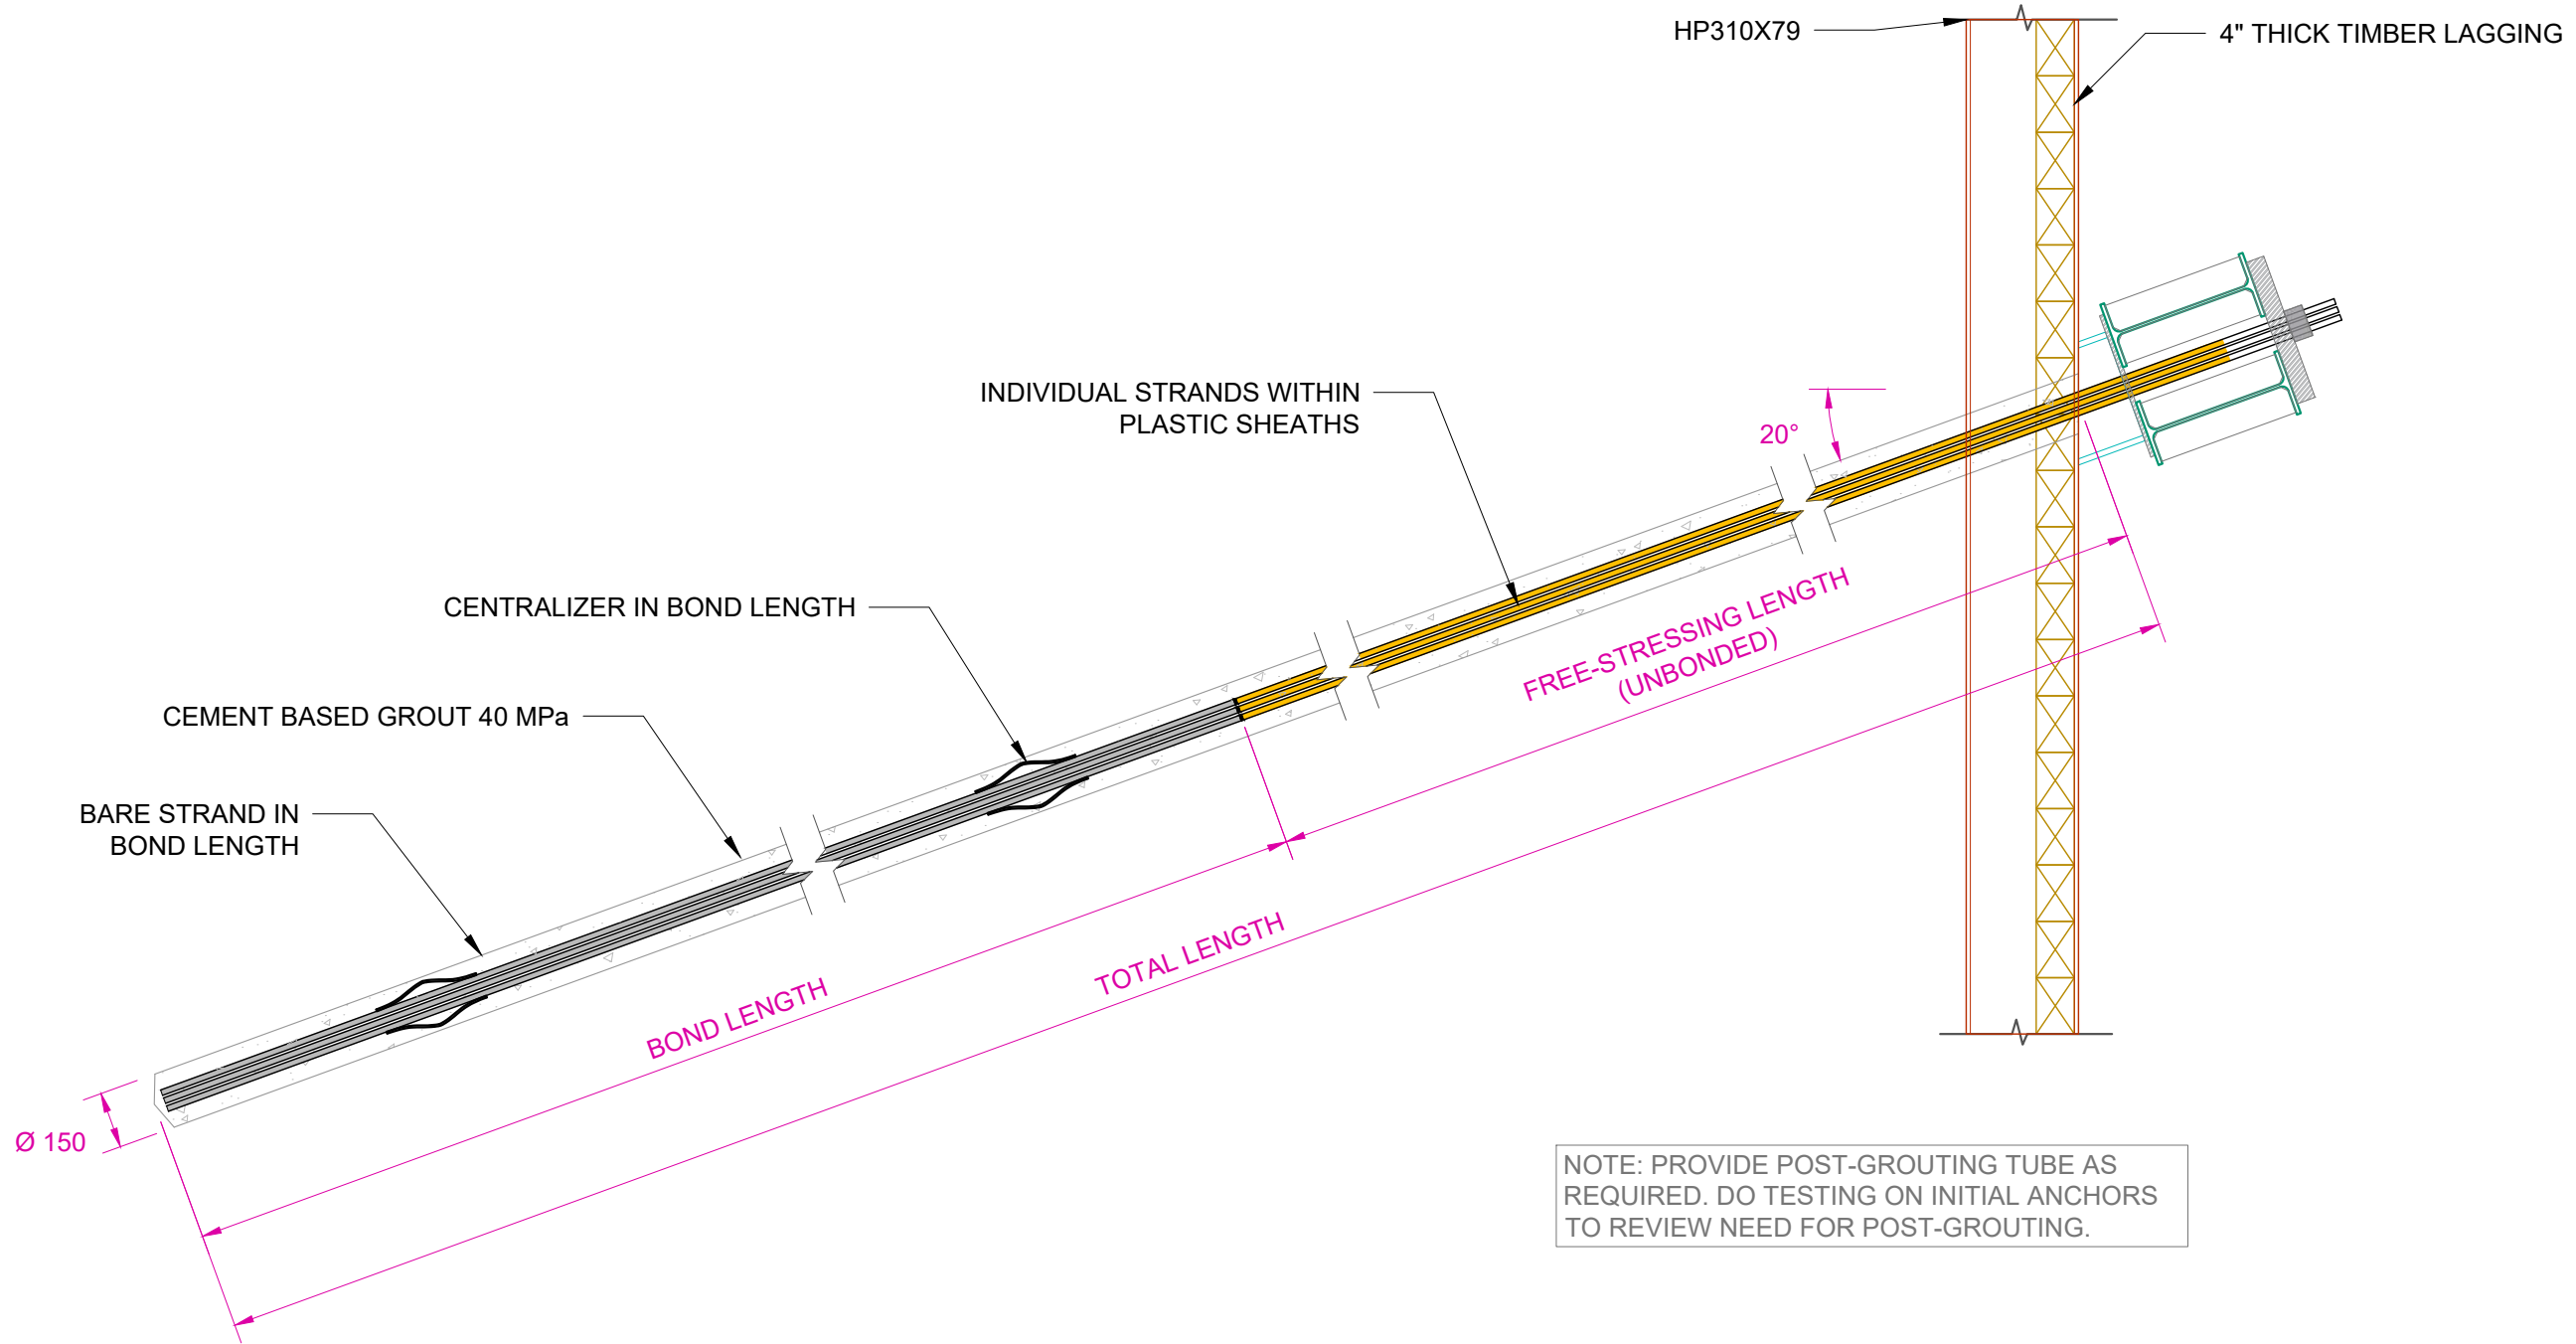 HP310X79
4" THICK TIMBER LAGGING
INDIVIDUAL STRANDS WITHIN
PLASTIC SHEATHS
20°
CENTRALIZER IN BOND LENGTH
FREE-STRESSING LENGTH
(UNBONDED)
CEMENT BASED GROUT 40 MPa
BARE STRAND IN
BOND LENGTH
TOTAL LENGTH
BOND LENGTH
Ø 150
NOTE: PROVIDE POST-GROUTING TUBE AS
REQUIRED. DO TESTING ON INITIAL ANCHORS
TO REVIEW NEED FOR POST-GROUTING.